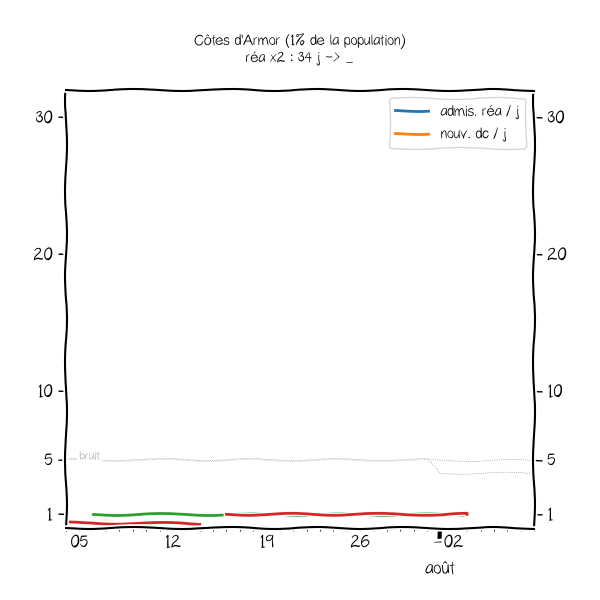 Côtes d'Armor (1% de la population)
réa x2 : 34 j -> _
admis. réa / j
nouv. dc / j
30
30
20
20
10
10
bruit
5
5
1
1
05 12 19 26 02
août